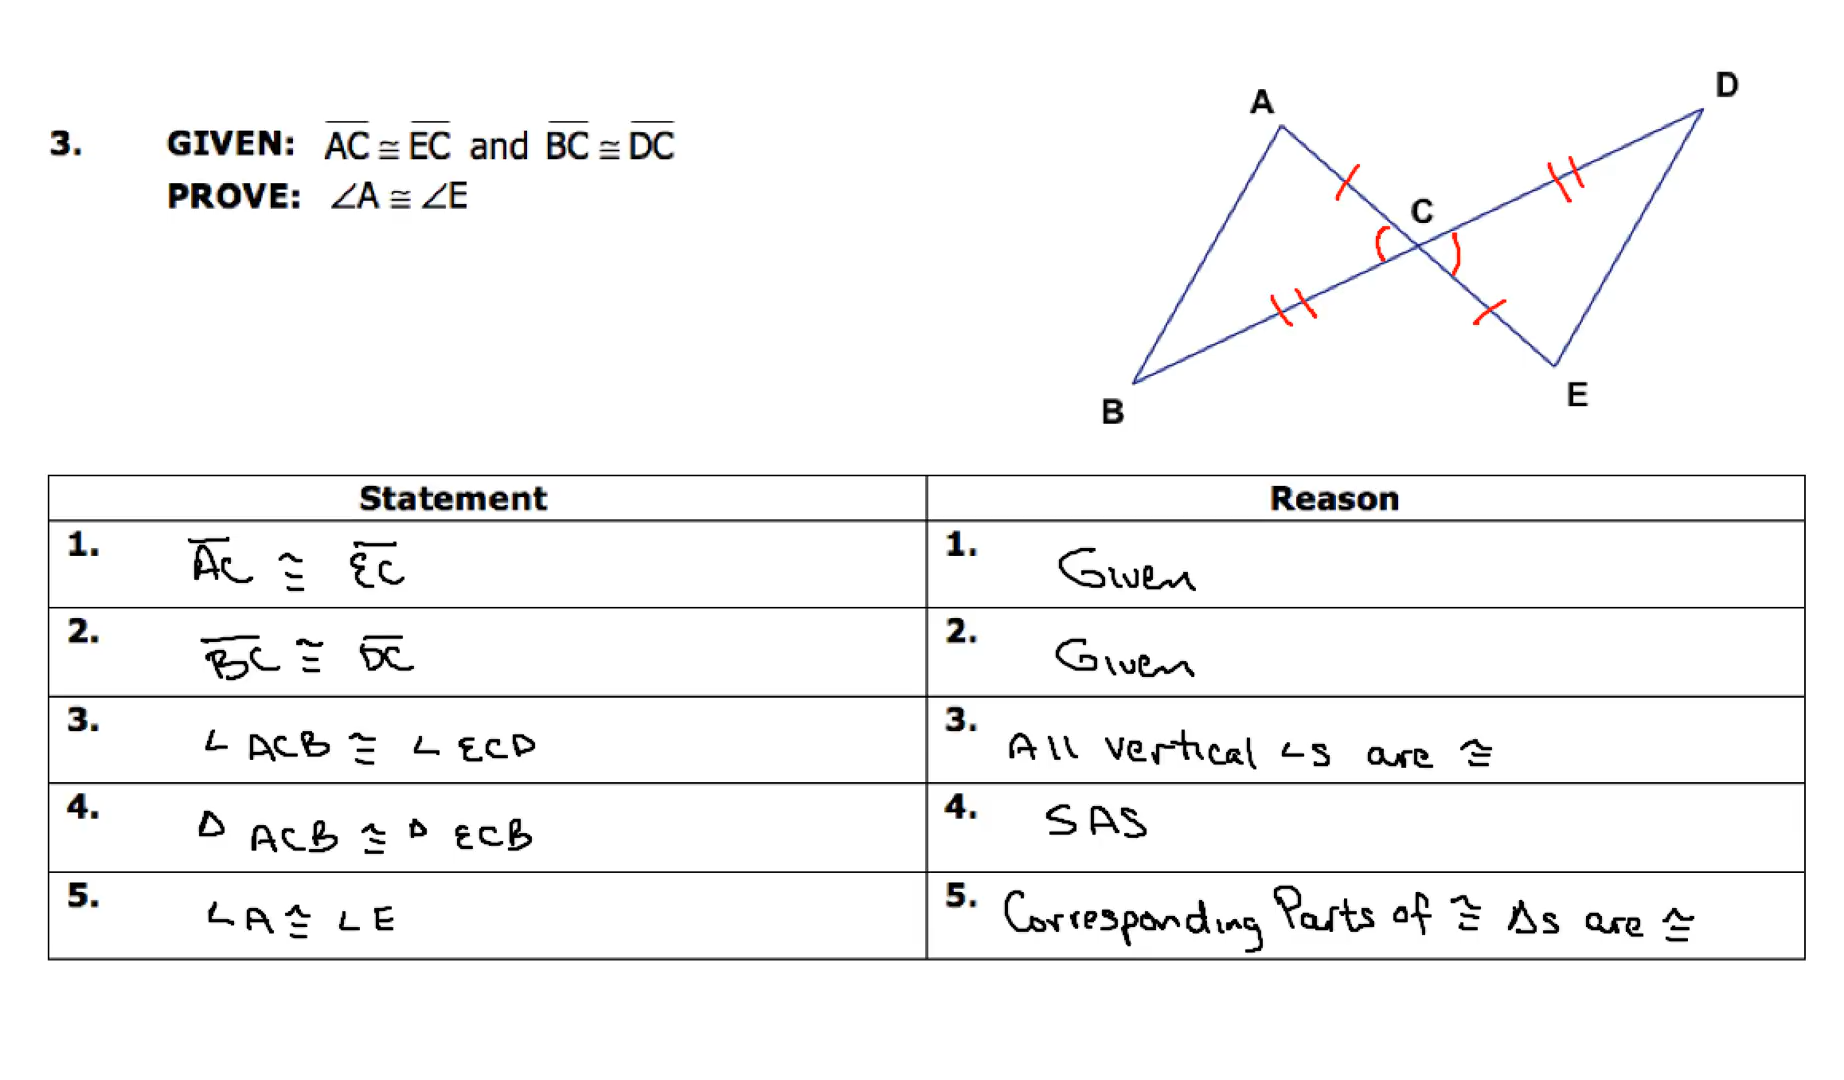 3. GIVEN: AC ≅ EC and BC ≅ DC
PROVE: ∠A ≅ ∠E
A
D
C
B
E
Statement Reason
1. AC ≅ EC 1. Given
2. BC ≅ DC 2. Given
3. ∠ ACB ≅ ∠ ECD 3. All vertical ∠s are ≅
4. Δ ACB ≅ Δ ECB 4. SAS
5. ∠A ≅ ∠E 5. Corresponding Parts of ≅ Δs are ≅